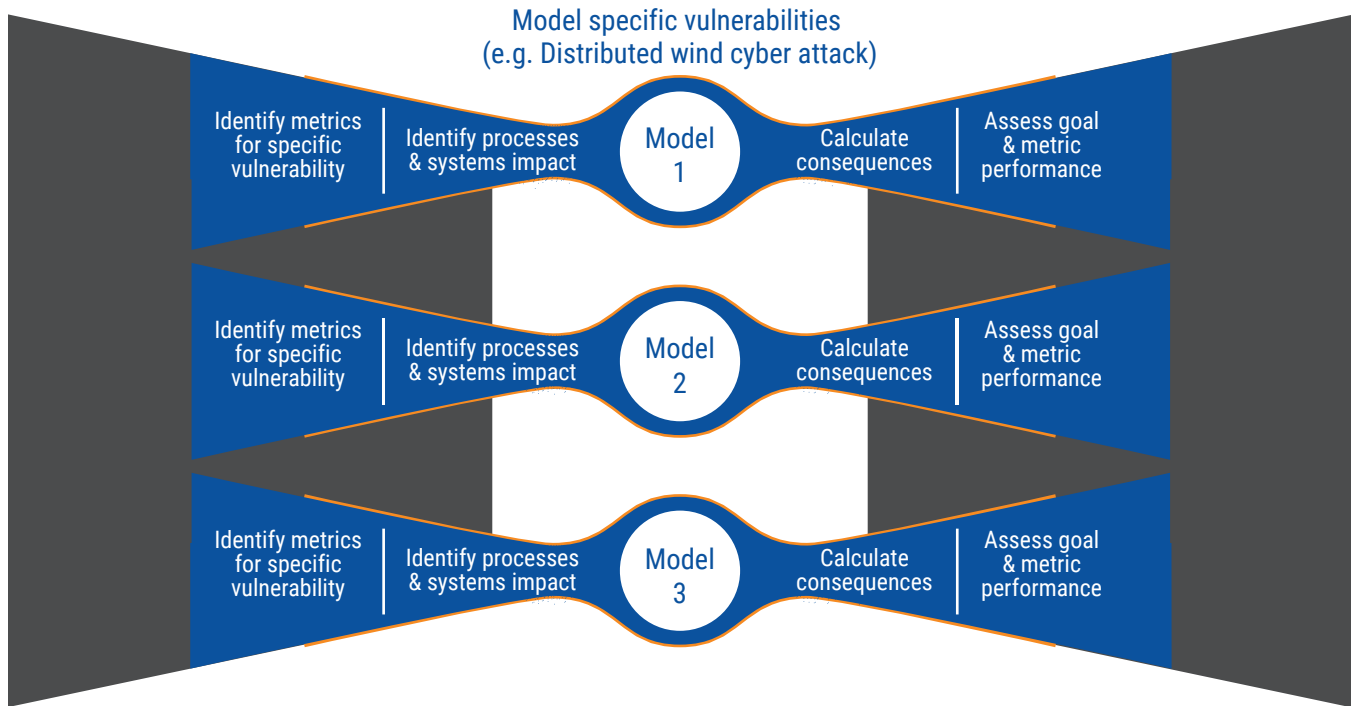 Model specific vulnerabilities
(e.g. Distributed wind cyber attack)
Identify metrics
for specific
vulnerability
Identify processes
& systems impact
Model
1
Calculate
consequences
Assess goal
& metric
performance
Identify metrics
for specific
vulnerability
Identify processes
& systems impact
Model
2
Calculate
consequences
Assess goal
& metric
performance
Identify metrics
for specific
vulnerability
Identify processes
& systems impact
Model
3
Calculate
consequences
Assess goal
& metric
performance